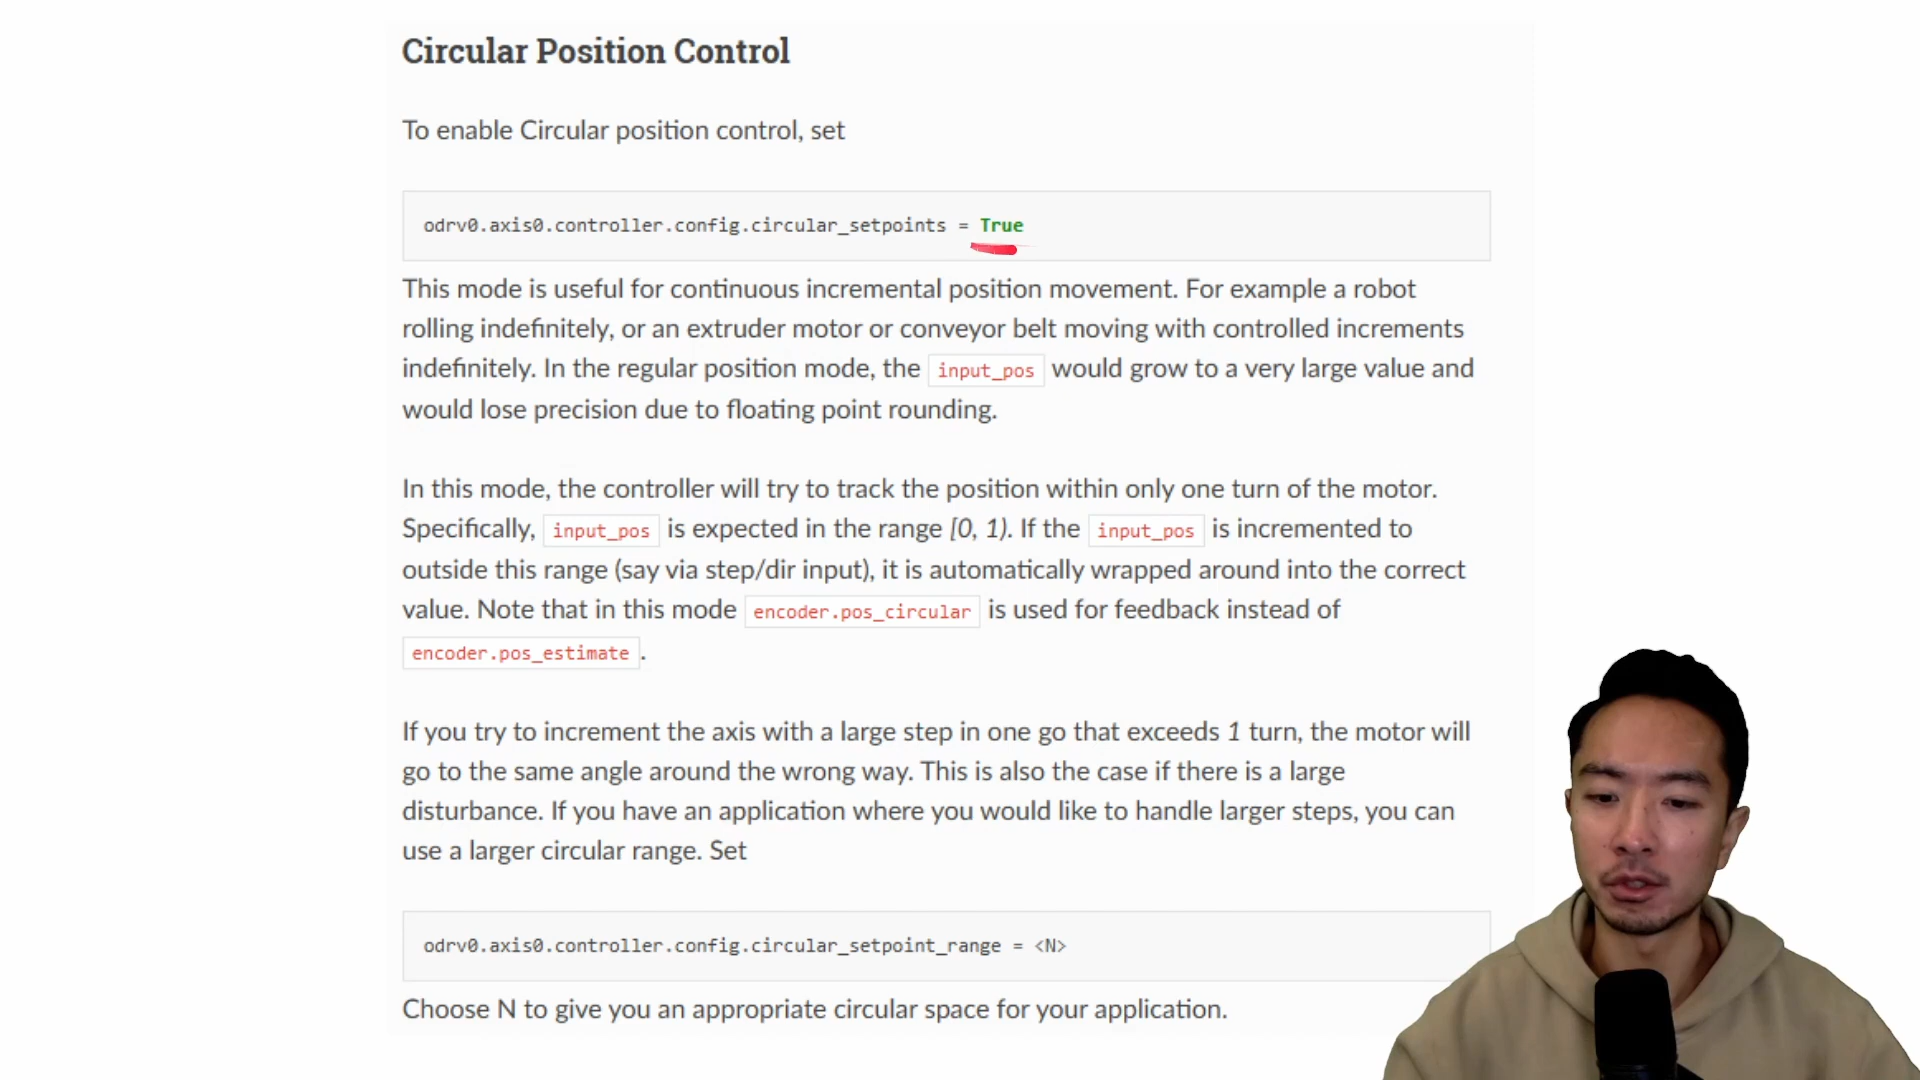 Circular Position Control
To enable Circular position control, set
odrv0.axis0.controller.config.circular_setpoints = True
This mode is useful for continuous incremental position movement. For example a robot
rolling indefinitely, or an extruder motor or conveyor belt moving with controlled increments
indefinitely. In the regular position mode, the input_pos would grow to a very large value and
would lose precision due to floating point rounding.
In this mode, the controller will try to track the position within only one turn of the motor.
Specifically, input_pos is expected in the range [0, 1). If the input_pos is incremented to
outside this range (say via step/dir input), it is automatically wrapped around into the correct
value. Note that in this mode encoder.pos_circular is used for feedback instead of
encoder.pos_estimate.
If you try to increment the axis with a large step in one go that exceeds 1 turn, the motor will
go to the same angle around the wrong way. This is also the case if there is a large
disturbance. If you have an application where you would like to handle larger steps, you can
use a larger circular range. Set
odrv0.axis0.controller.config.circular_setpoint_range = <N>
Choose N to give you an appropriate circular space for your application.